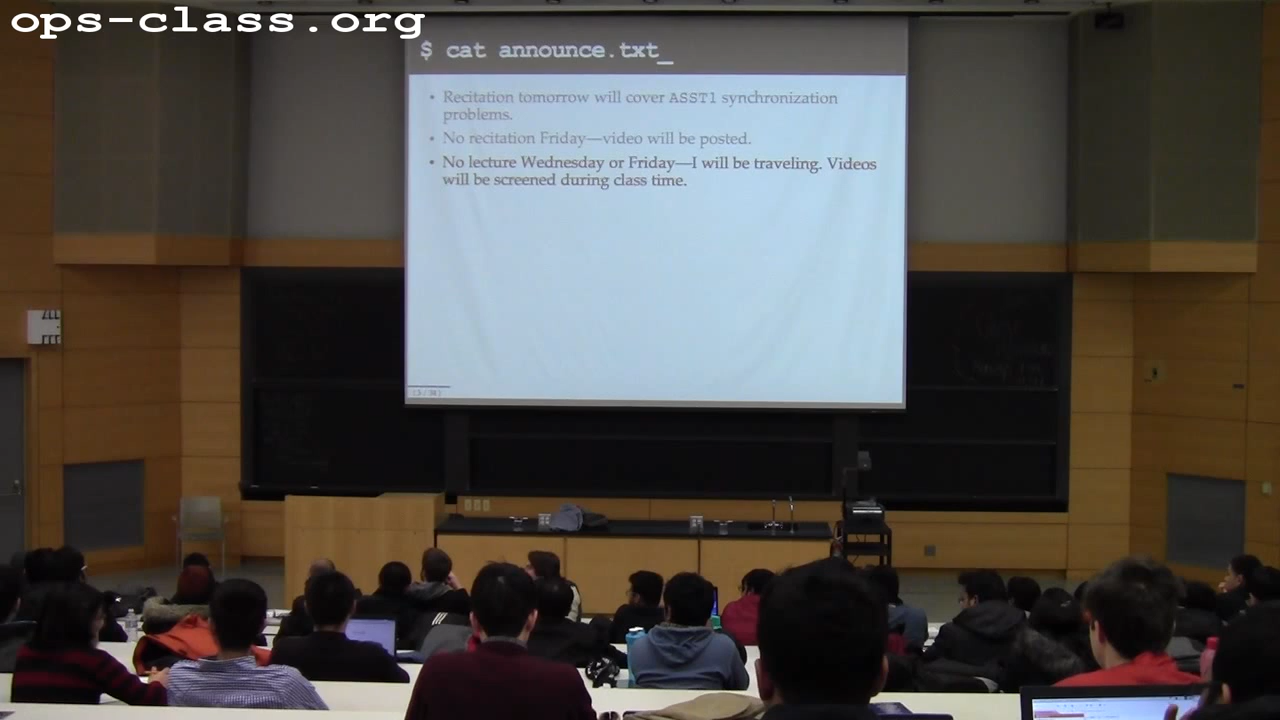 ops-class.org
$ cat announce.txt_
• Recitation tomorrow will cover ASST1 synchronization
problems.
• No recitation Friday—video will be posted.
• No lecture Wednesday or Friday—I will be traveling. Videos
will be screened during class time.